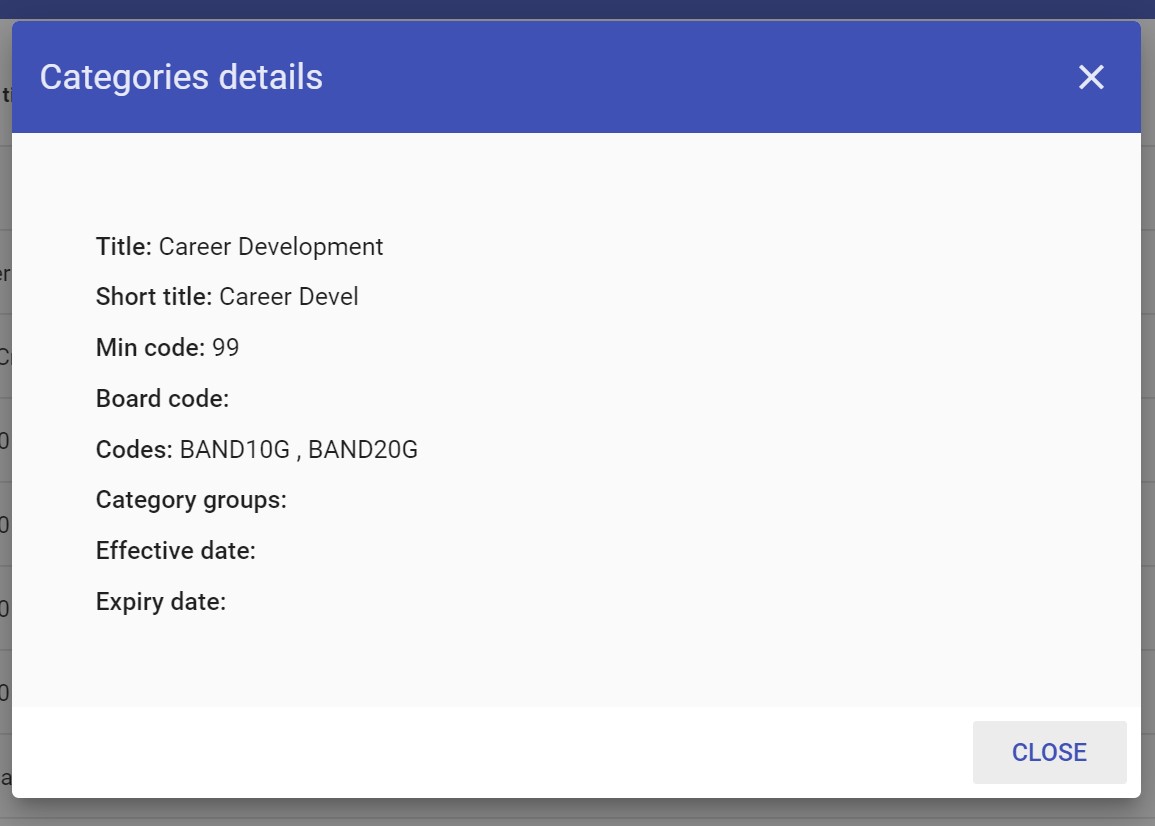 Categories details
Title: Career Development
Short title: Career Devel
Min code: 99
Board code:
Codes: BAND10G , BAND20G
Category groups:
Effective date:
Expiry date:
CLOSE